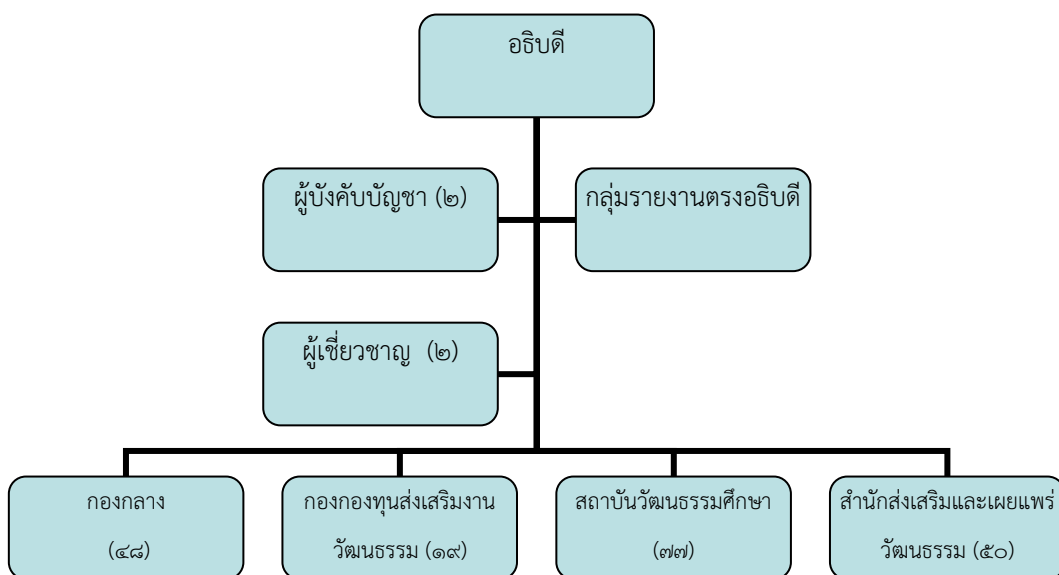 อธิบดี
ผู้บังคับบัญชา (๒)
กลุ่มรายงานตรงอธิบดี
ผู้เชี่ยวชาญ (๒)
กองกลาง
(๔๘)
กองกองทุนส่งเสริมงาน
วัฒนธรรม (๑๙)
สถาบันวัฒนธรรมศึกษา
(๗๗)
สำนักส่งเสริมและเผยแพร่
วัฒนธรรม (๕๐)